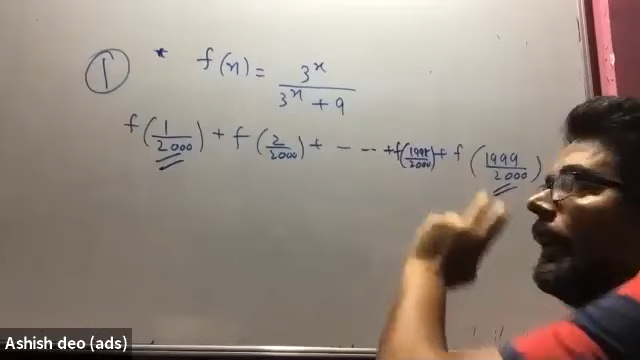 ① * f(x) = 3^x / (3^x + 9)
f(1/2000) + f(2/2000) + - -- + f(1998/2000) + f(1999/2000)
Ashish deo (ads)